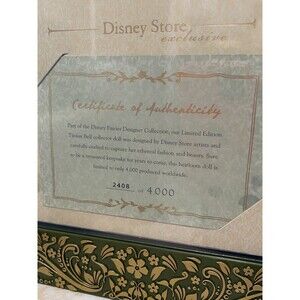 Disney Store
exclusive
Certificate of Authenticity
Part of the Disney Fairies Designer Collection, our Limited Edition
Tinker Bell collector doll was designed by Disney Store artists and
carefully crafted to capture her ethereal fashion and beauty. Sure
to be a treasured keepsake for years to come, this heirloom doll is
limited to only 4,000 produced worldwide.
2408 of 4000